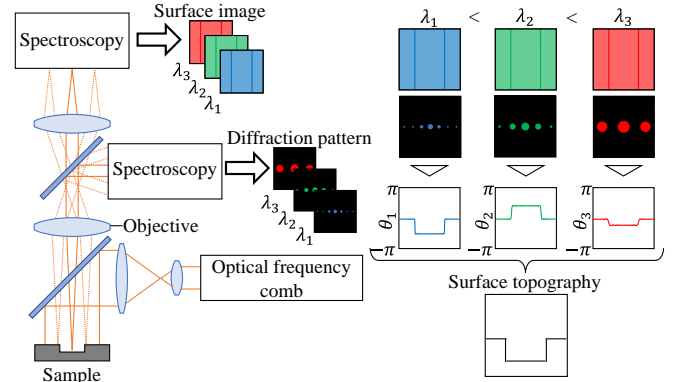 Surface image
Spectroscopy
λ3
λ2
λ1
Diffraction pattern
Spectroscopy
λ3
λ2
λ1
Objective
Optical frequency
comb
Sample
λ1 < λ2 < λ3
π π π
θ1 θ2 θ3
−π −π −π
Surface topography